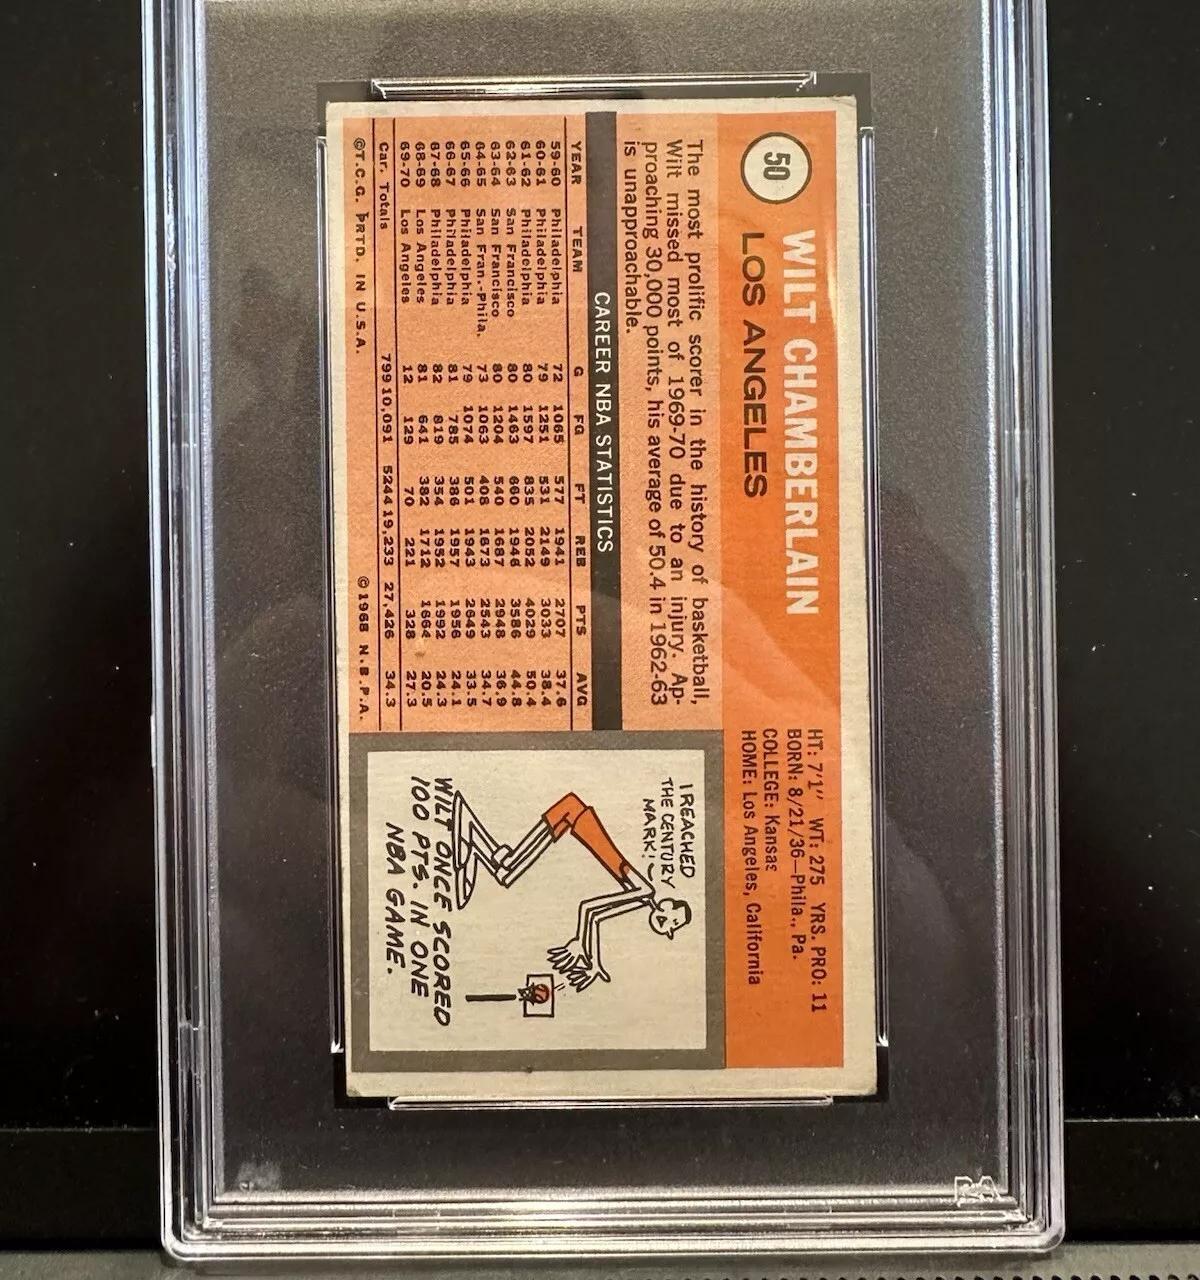 50
WILT CHAMBERLAIN
LOS ANGELES
HT: 7'1" WT: 275 YRS. PRO: 11
BORN: 8/21/36—Phila., Pa.
COLLEGE: Kansas
HOME: Los Angeles, California
The most prolific scorer in the history of basketball,
Wilt missed most of 1969-70 due to an injury. Ap-
proaching 30,000 points, his average of 50.4 in 1962-63
is unapproachable.
CAREER NBA STATISTICS
YEAR TEAM G FG FT REB PTS AVG
59-60 Philadelphia 72 1065 577 1941 2707 37.6
60-61 Philadelphia 79 1251 531 2149 3033 38.4
61-62 Philadelphia 80 1597 835 2052 4029 50.4
62-63 San Francisco 80 1463 660 1946 3586 44.8
63-64 San Francisco 80 1204 540 1687 2948 36.9
64-65 San Fran.-Phila. 73 1063 408 1873 2543 34.7
65-66 Philadelphia 79 1074 501 1943 2649 33.5
66-67 Philadelphia 81 785 386 1957 1956 24.1
67-68 Philadelphia 82 819 354 1952 1992 24.3
68-69 Los Angeles 81 641 382 1712 1664 20.5
69-70 Los Angeles 12 129 70 221 328 27.3
Car. Totals 799 10,091 5244 19,233 27,426 34.3
©T.C.G. PRTD. IN U.S.A. ©1968 N.B.P.A.
I REACHED
THE CENTURY
MARK!
WILT ONCE SCORED
100 PTS. IN ONE
NBA GAME.